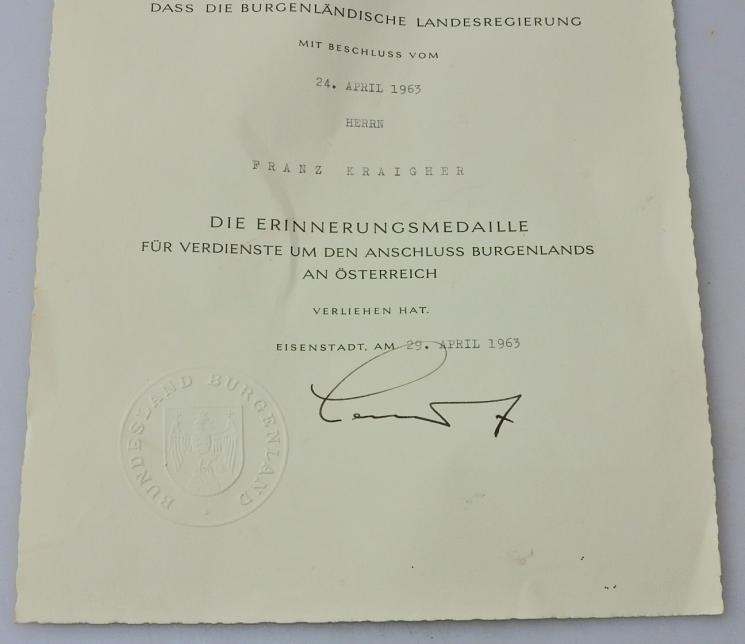 DASS DIE BURGENLÄNDISCHE LANDESREGIERUNG
MIT BESCHLUSS VOM
24. APRIL 1963
HERRN
FRANZ KRAIGHER
DIE ERINNERUNGSMEDAILLE
FÜR VERDIENSTE UM DEN ANSCHLUSS BURGENLANDS
AN ÖSTERREICH
VERLIEHEN HAT.
EISENSTADT, AM 29. APRIL 1963
BUNDESLAND BURGENLAND